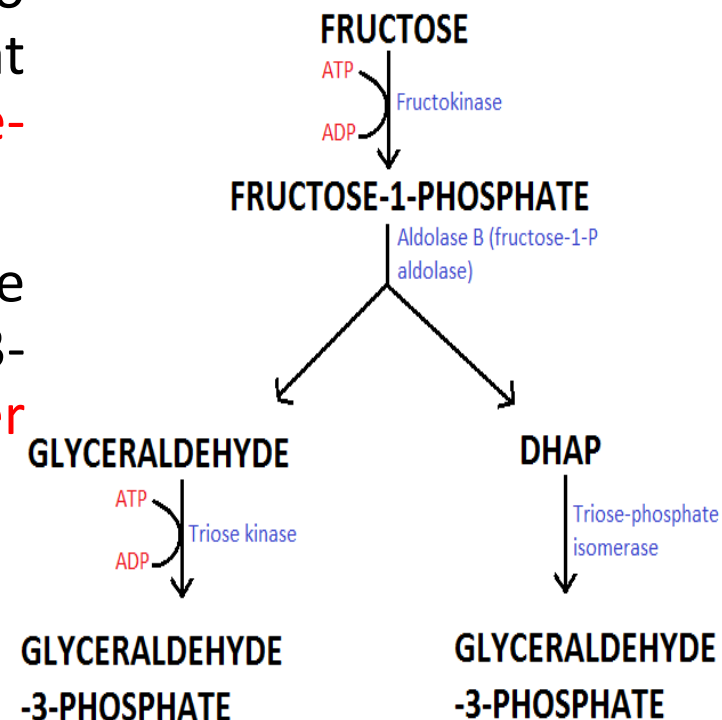 FRUCTOSE
ATP
Fructokinase
ADP
FRUCTOSE-1-PHOSPHATE
Aldolase B (fructose-1-P
aldolase)
GLYCERALDEHYDE
DHAP
ATP
Triose kinase
ADP
Triose-phosphate
isomerase
GLYCERALDEHYDE
-3-PHOSPHATE
GLYCERALDEHYDE
-3-PHOSPHATE